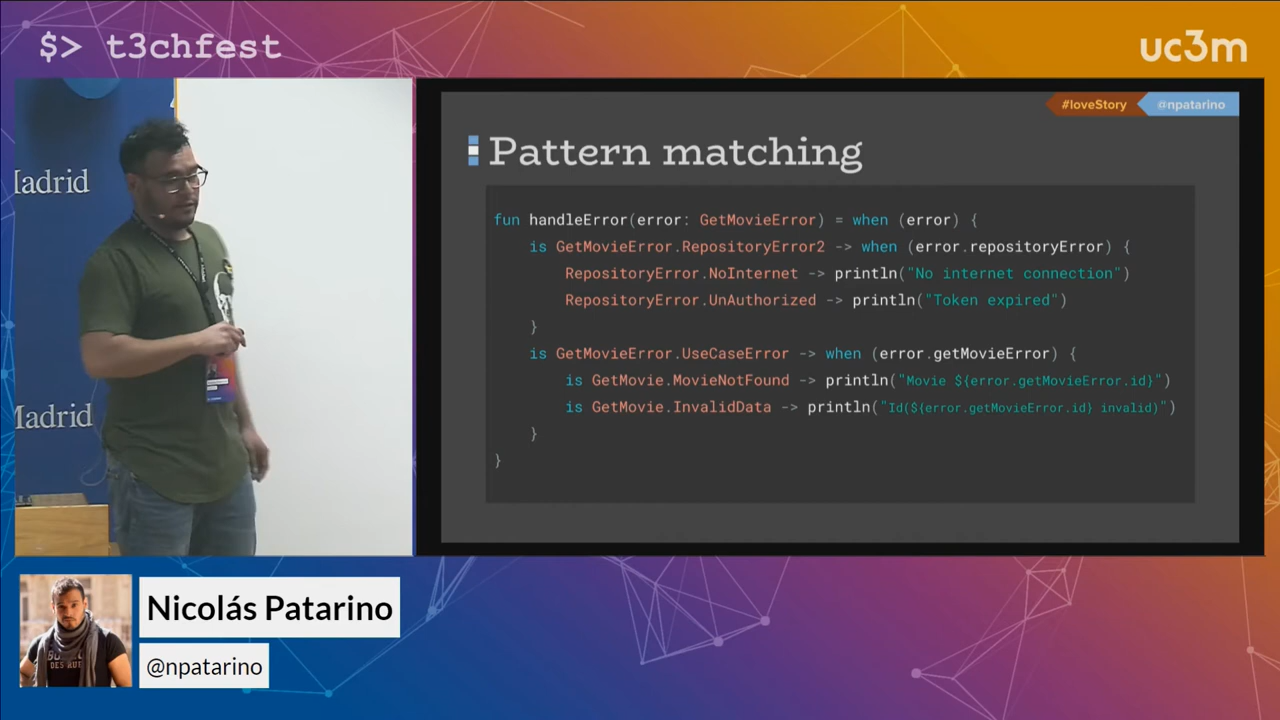 $> t3chfest
uc3m
Madrid
Madrid
#loveStory
@npatarino
Pattern matching
fun handleError(error: GetMovieError) = when (error) {
is GetMovieError.RepositoryError2 -> when (error.repositoryError) {
RepositoryError.NoInternet -> println("No internet connection")
RepositoryError.UnAuthorized -> println("Token expired")
}
is GetMovieError.UseCaseError -> when (error.getMovieError) {
is GetMovie.MovieNotFound -> println("Movie ${error.getMovieError.id}")
is GetMovie.InvalidData -> println("Id(${error.getMovieError.id} invalid)")
}
}
Nicolás Patarino
@npatarino